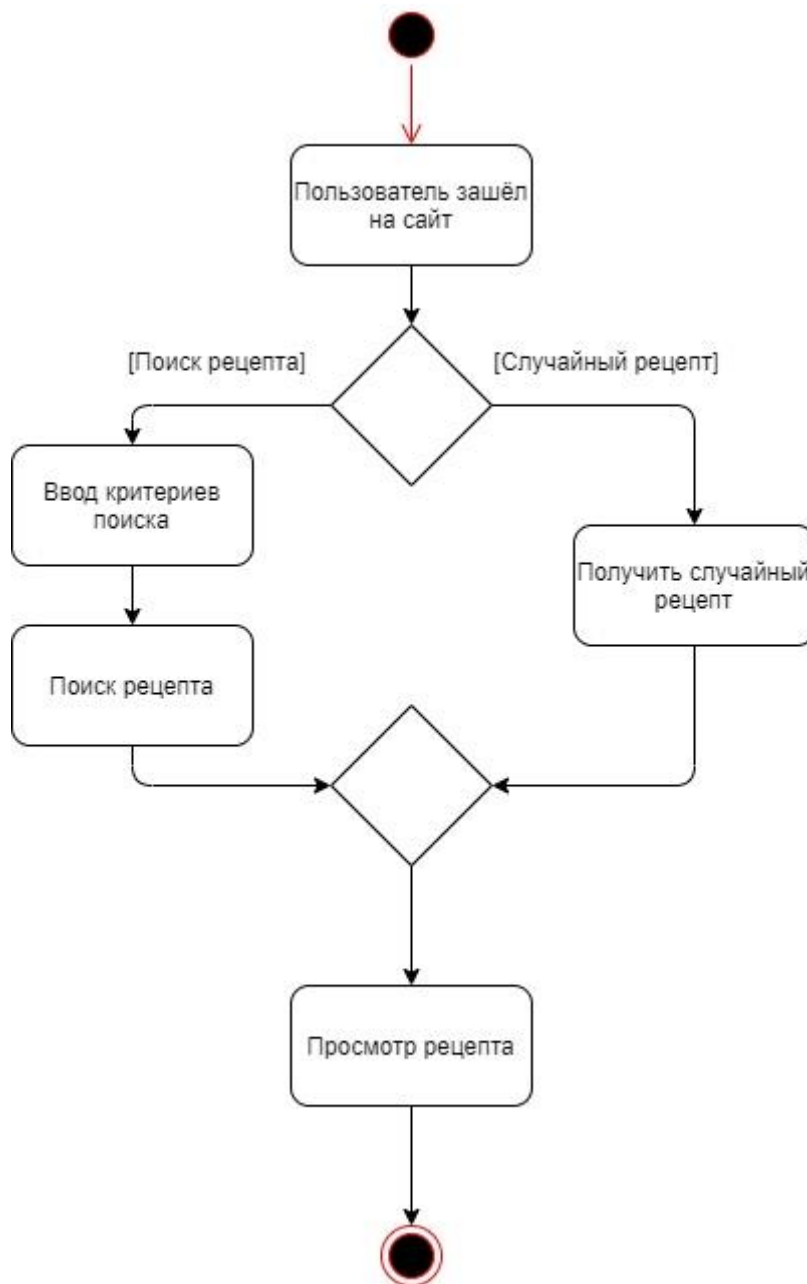 Пользователь зашёл
на сайт
[Поиск рецепта]
[Случайный рецепт]
Ввод критериев
поиска
Получить случайный
рецепт
Поиск рецепта
Просмотр рецепта